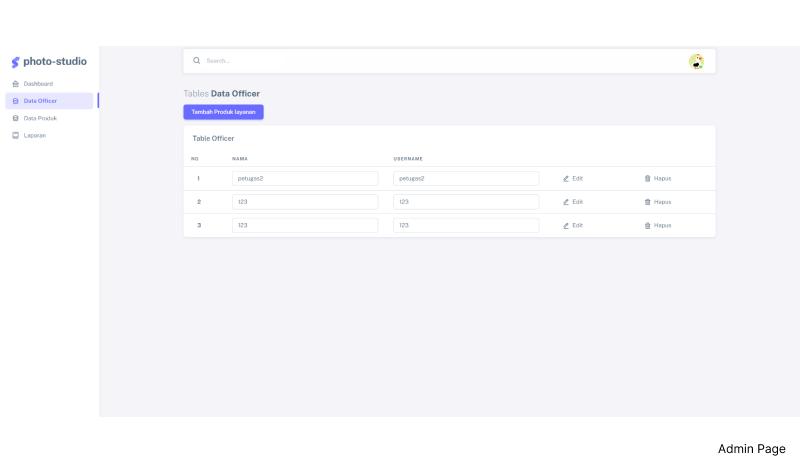 photo-studio
Search...
Dashboard
Data Officer
Data Produk
Laporan
Tables Data Officer
Tambah Produk layanan
Table Officer
NO NAMA USERNAME
1 petugas2 petugas2 Edit Hapus
2 123 123 Edit Hapus
3 123 123 Edit Hapus
Admin Page